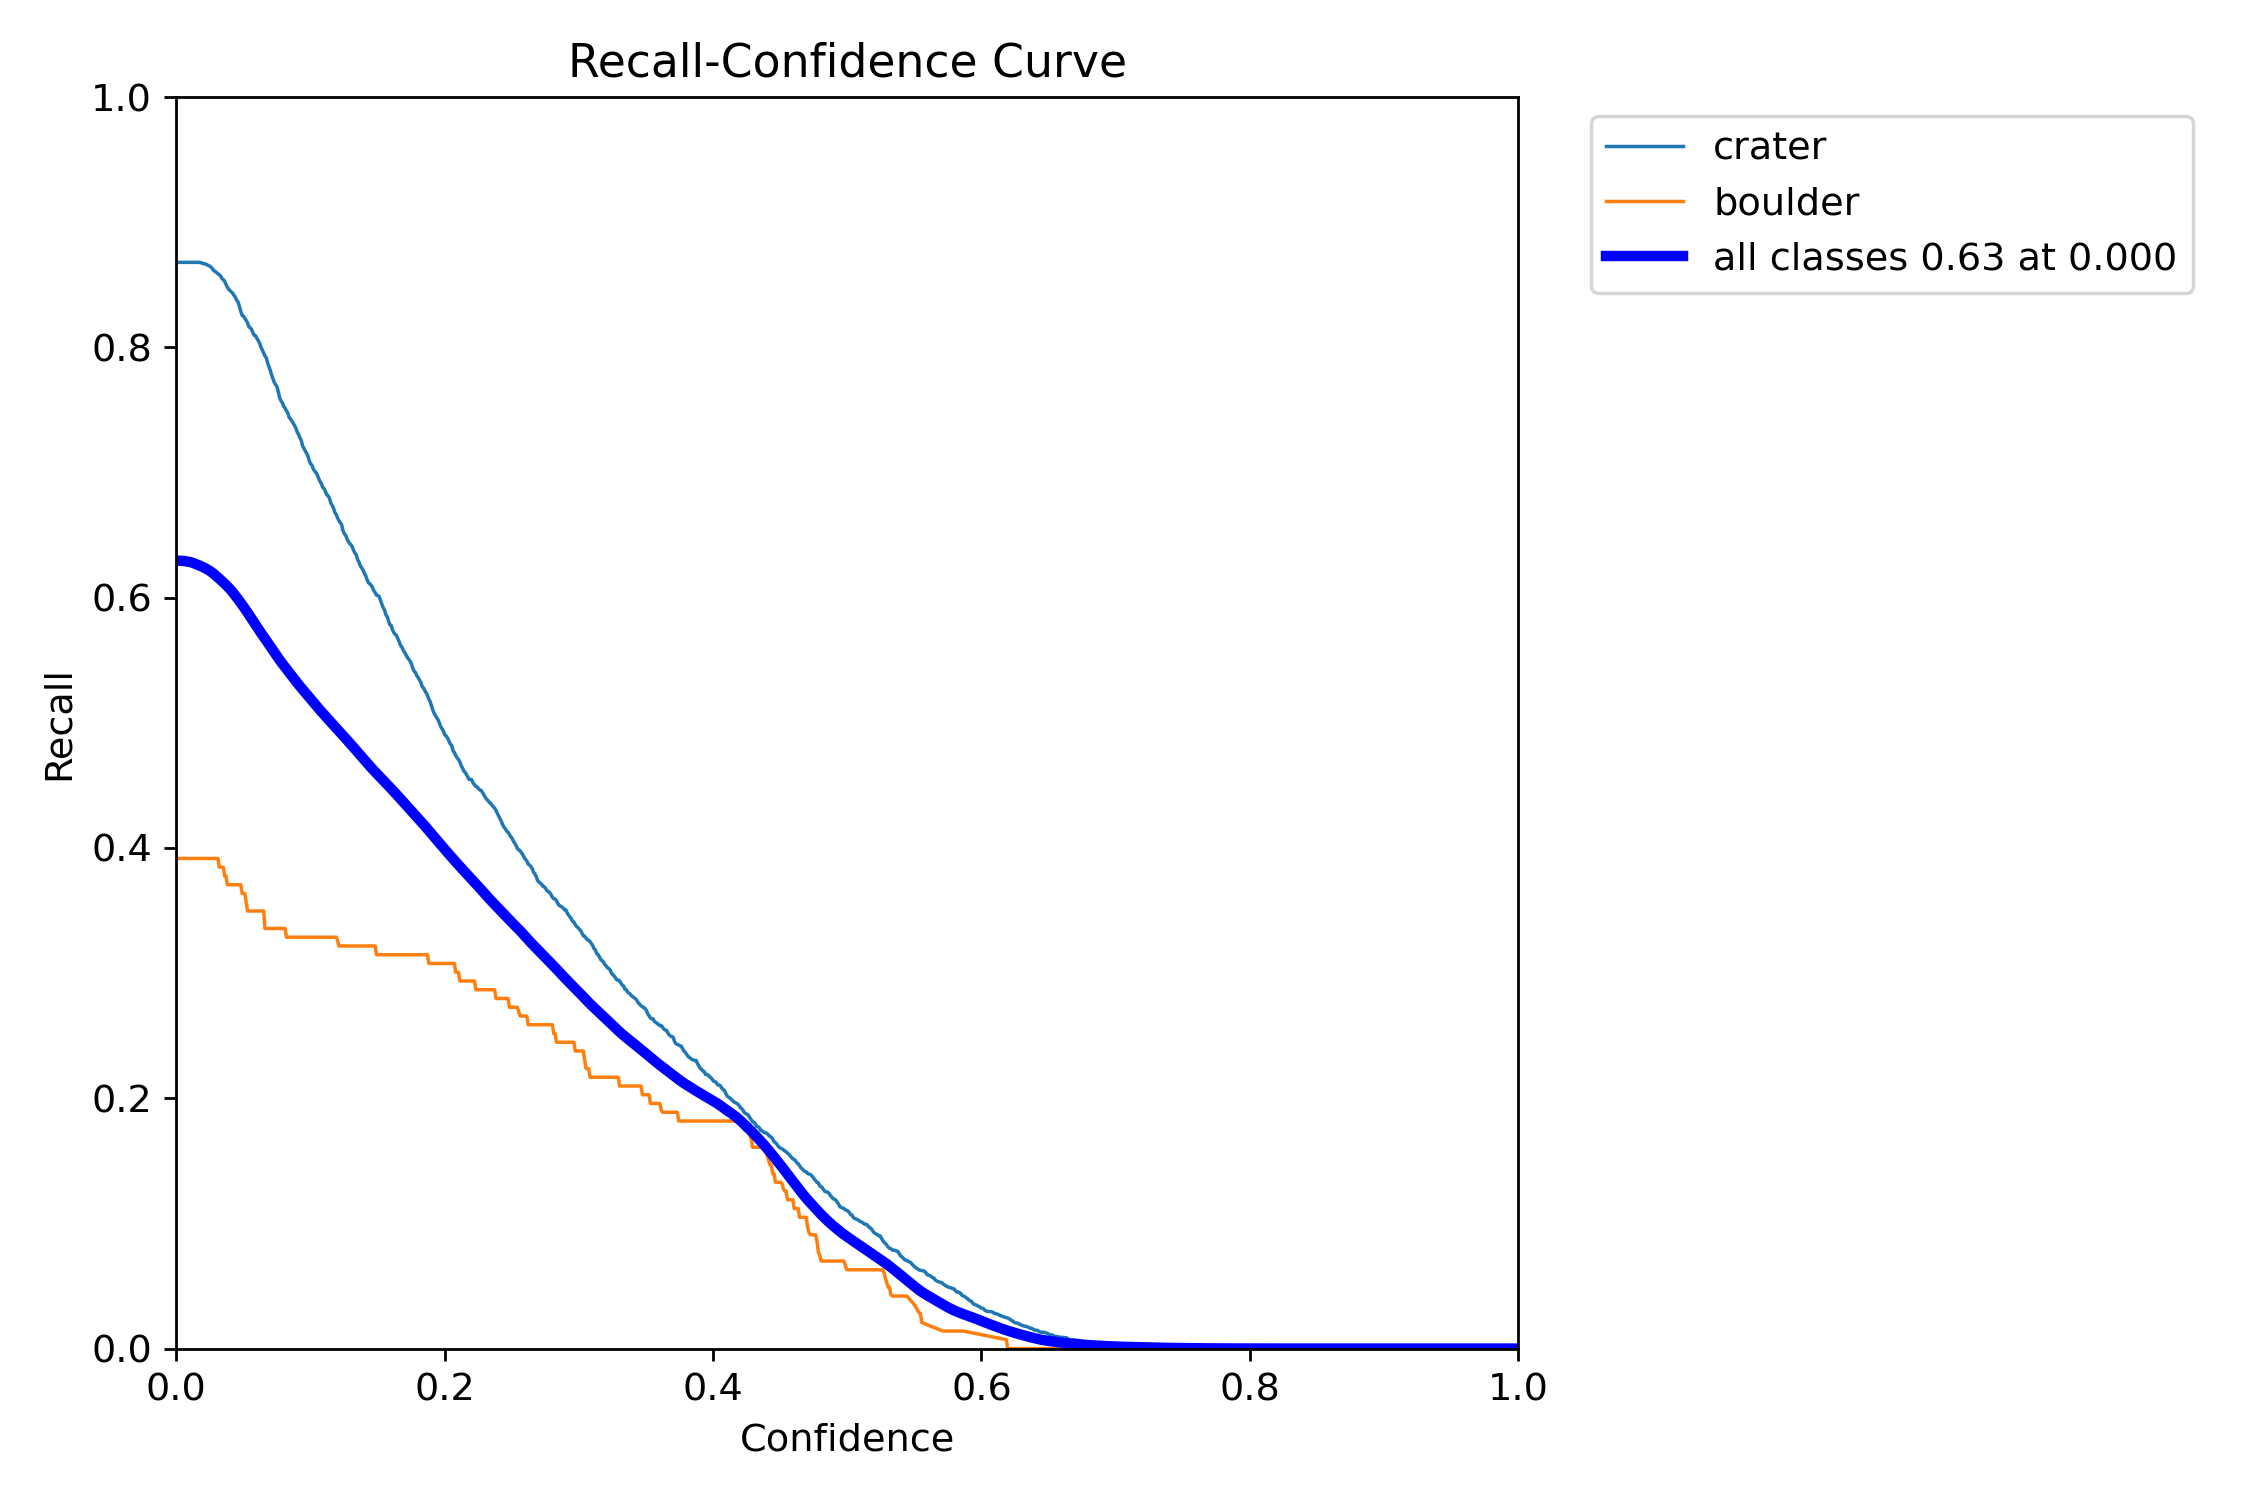 Recall-Confidence Curve
1.0
0.8
0.6
0.4
0.2
0.0
Recall
0.0 0.2 0.4 0.6 0.8 1.0
Confidence
crater
boulder
all classes 0.63 at 0.000